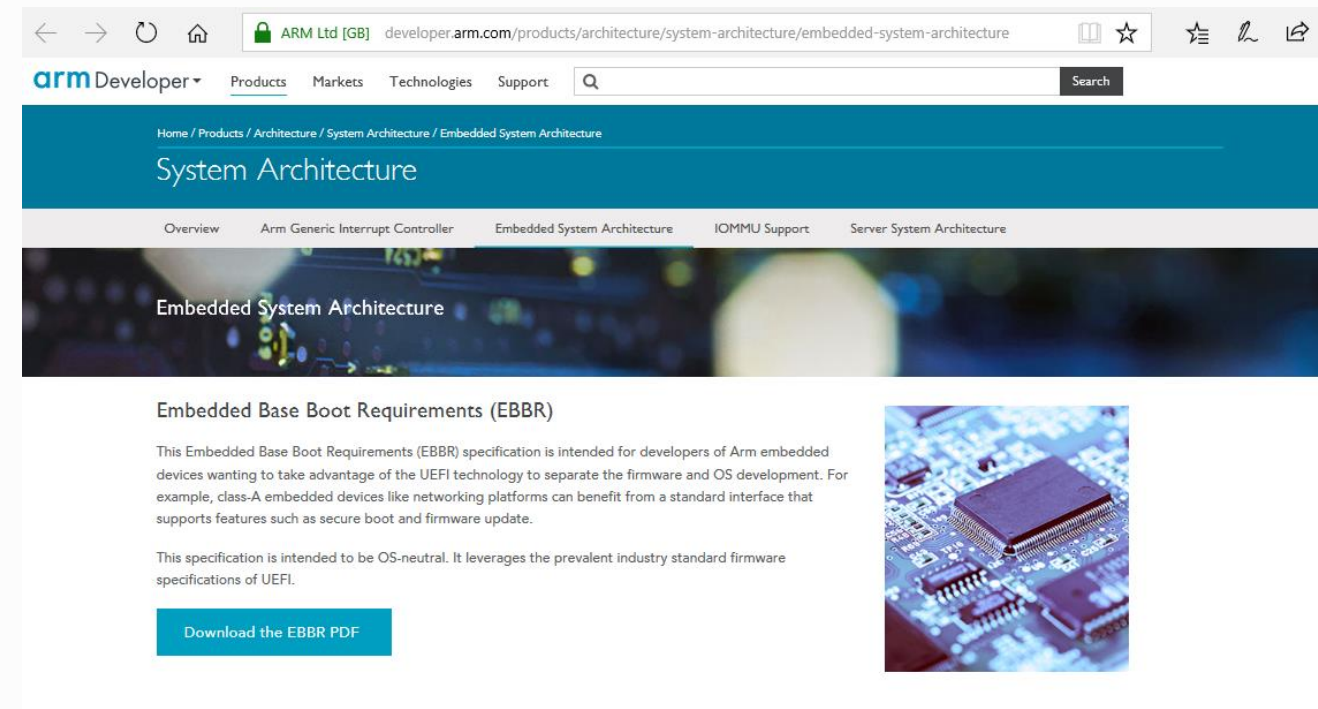 ARM Ltd [GB] developer.arm.com/products/architecture/system-architecture/embedded-system-architecture
arm Developer Products Markets Technologies Support Search
Home / Products / Architecture / System Architecture / Embedded System Architecture
System Architecture
Overview Arm Generic Interrupt Controller Embedded System Architecture IOMMU Support Server System Architecture
Embedded System Architecture
Embedded Base Boot Requirements (EBBR)
This Embedded Base Boot Requirements (EBBR) specification is intended for developers of Arm embedded
devices wanting to take advantage of the UEFI technology to separate the firmware and OS development. For
example, class-A embedded devices like networking platforms can benefit from a standard interface that
supports features such as secure boot and firmware update.
This specification is intended to be OS-neutral. It leverages the prevalent industry standard firmware
specifications of UEFI.
Download the EBBR PDF